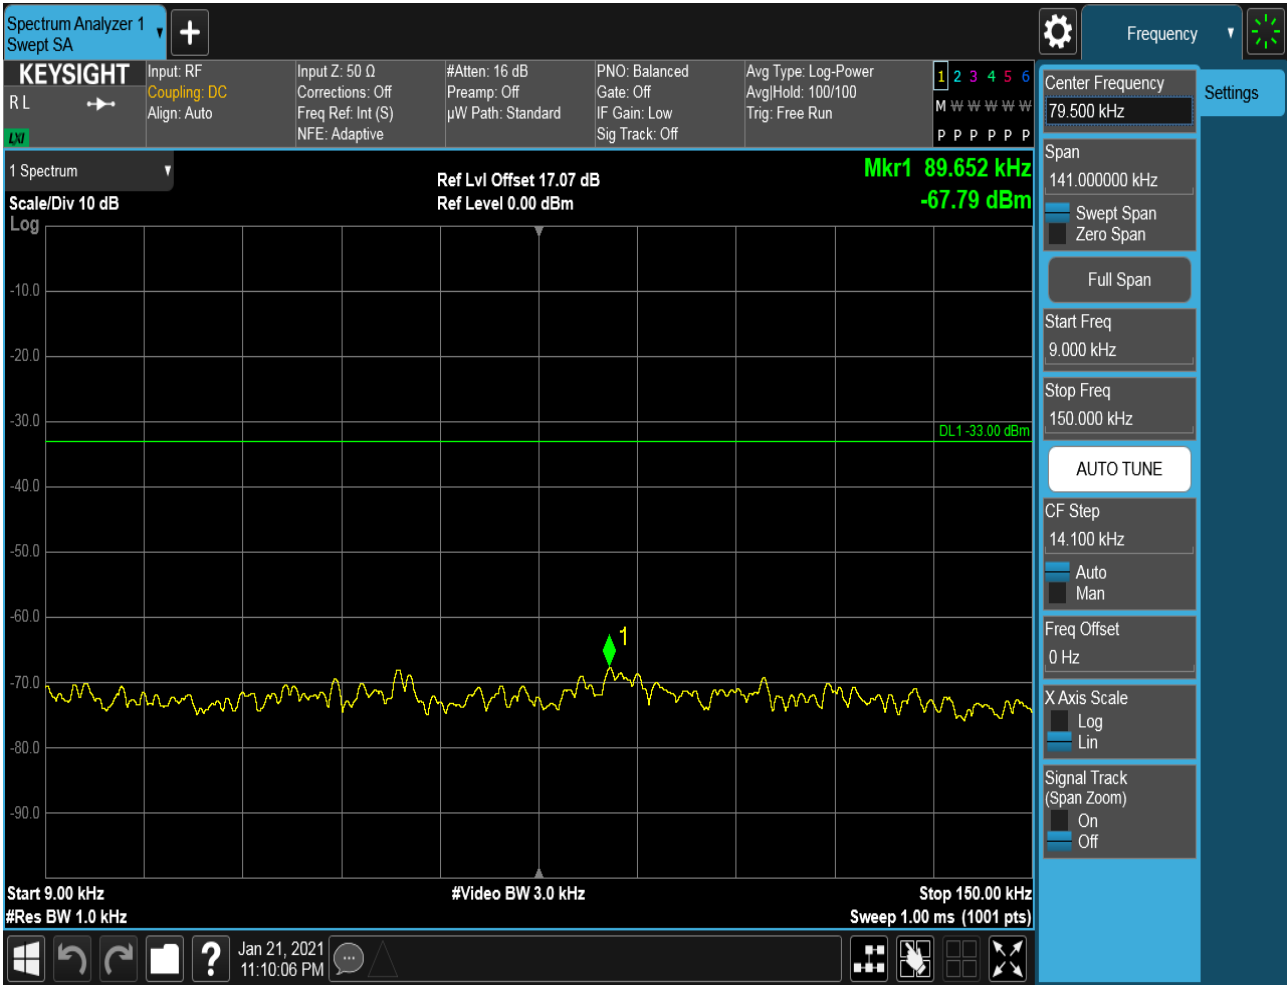 Spectrum Analyzer 1
Swept SA
+
Frequency
KEYSIGHT
R L
LXI
Input: RF
Coupling: DC
Align: Auto
Input Z: 50 Ω
Corrections: Off
Freq Ref: Int (S)
NFE: Adaptive
#Atten: 16 dB
Preamp: Off
µW Path: Standard
PNO: Balanced
Gate: Off
IF Gain: Low
Sig Track: Off
Avg Type: Log-Power
Avg|Hold: 100/100
Trig: Free Run
1 2 3 4 5 6
M W W W W W
P P P P P P
1 Spectrum
Scale/Div 10 dB
Log
Ref Lvl Offset 17.07 dB
Ref Level 0.00 dBm
Mkr1 89.652 kHz
-67.79 dBm
-10.0
-20.0
-30.0
DL1 -33.00 dBm
-40.0
-50.0
-60.0
1
-70.0
-80.0
-90.0
Start 9.00 kHz
#Video BW 3.0 kHz
Stop 150.00 kHz
#Res BW 1.0 kHz
Sweep 1.00 ms (1001 pts)
Center Frequency
79.500 kHz
Settings
Span
141.000000 kHz
Swept Span
Zero Span
Full Span
Start Freq
9.000 kHz
Stop Freq
150.000 kHz
AUTO TUNE
CF Step
14.100 kHz
Auto
Man
Freq Offset
0 Hz
X Axis Scale
Log
Lin
Signal Track
(Span Zoom)
On
Off
?
Jan 21, 2021
11:10:06 PM